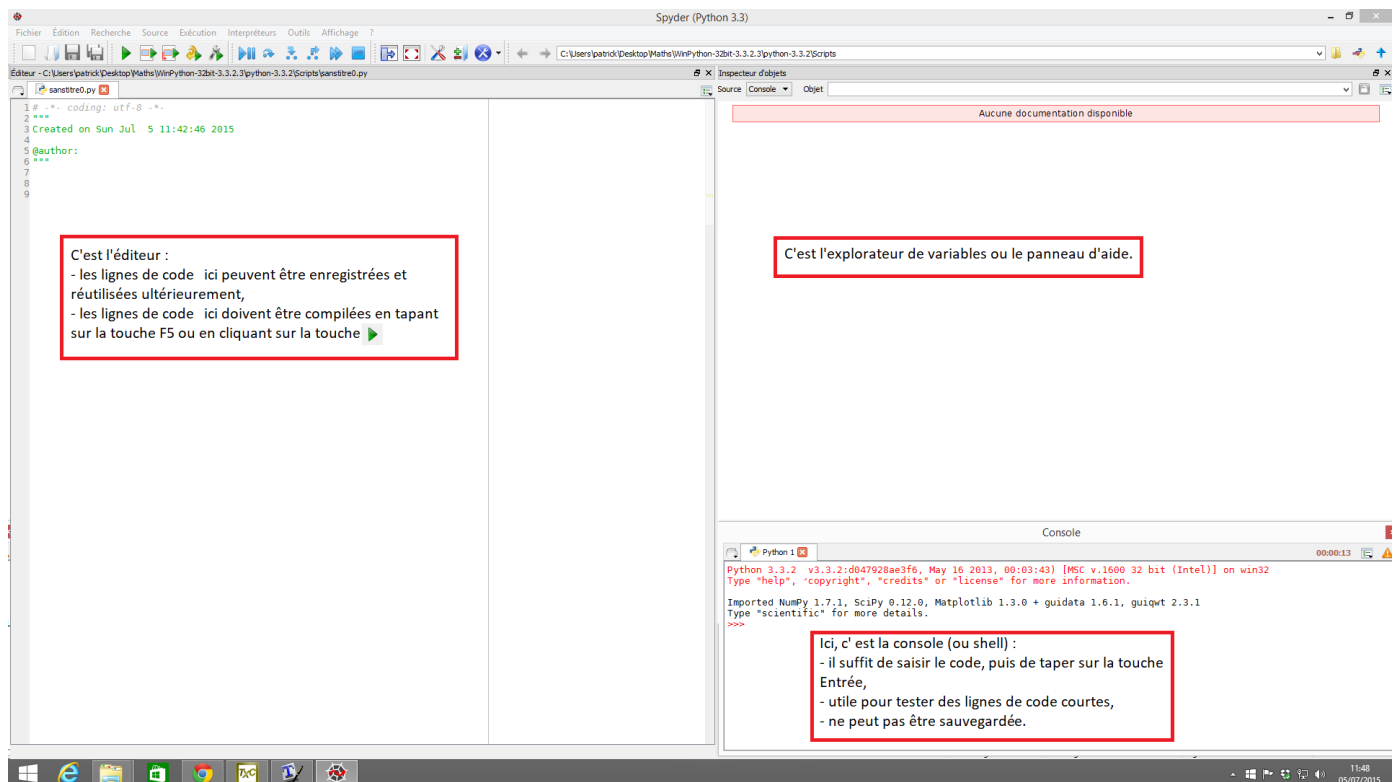 Spyder (Python 3.3)
Fichier Édition Recherche Source Exécution Interpréteurs Outils Affichage ?
C:\Users\patrick\Desktop\Maths\WinPython-32bit-3.3.2.3\python-3.3.2\Scripts
Éditeur - C:\Users\patrick\Desktop\Maths\WinPython-32bit-3.3.2.3\python-3.3.2\Scripts\sanstitre0.py
sanstitre0.py
1 # -*- coding: utf-8 -*-
2 """
3 Created on Sun Jul  5 11:42:46 2015
4
5 @author:
6 """
7
8
9
C'est l'éditeur :
- les lignes de code ici peuvent être enregistrées et
réutilisées ultérieurement,
- les lignes de code ici doivent être compilées en tapant
sur la touche F5 ou en cliquant sur la touche
Inspecteur d'objets
Source Console Objet
Aucune documentation disponible
C'est l'explorateur de variables ou le panneau d'aide.
Console
Python 1
00:00:13
Python 3.3.2 v3.3.2:d047928ae3f6, May 16 2013, 00:03:43) [MSC v.1600 32 bit (Intel)] on win32
Type "help", "copyright", "credits" or "license" for more information.
Imported NumPy 1.7.1, SciPy 0.12.0, Matplotlib 1.3.0 + guidata 1.6.1, guiqwt 2.3.1
Type "scientific" for more details.
>>>
Ici, c' est la console (ou shell) :
- il suffit de saisir le code, puis de taper sur la touche
Entrée,
- utile pour tester des lignes de code courtes,
- ne peut pas être sauvegardée.
TXC
11:48
05/07/2015